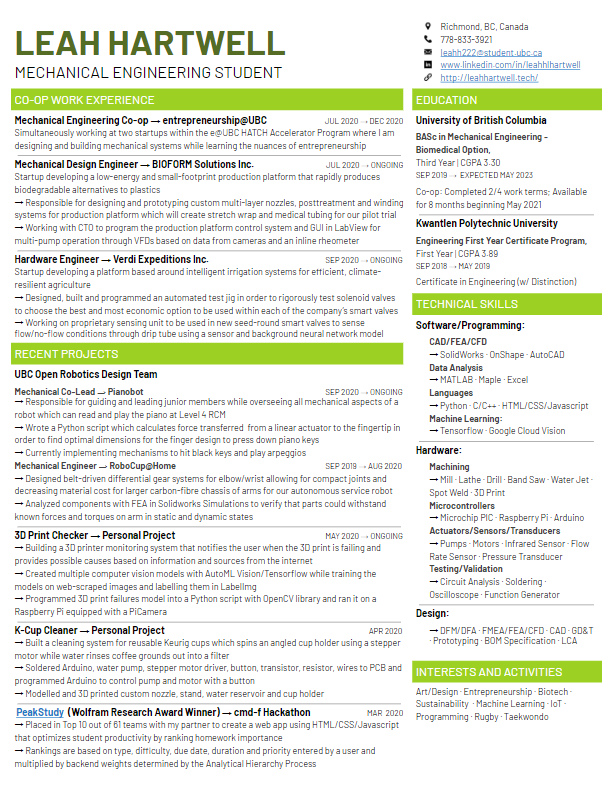 LEAH HARTWELL
MECHANICAL ENGINEERING STUDENT
Richmond, BC, Canada
778-833-3921
leahh222@student.ubc.ca
www.linkedin.com/in/leahhlhartwell
http://leahhartwell.tech/
CO-OP WORK EXPERIENCE
Mechanical Engineering Co-op → entrepreneurship@UBC JUL 2020 → DEC 2020
Simultaneously working at two startups within the e@UBC HATCH Accelerator Program where I am
designing and building mechanical systems while learning the nuances of entrepreneurship
Mechanical Design Engineer → BIOFORM Solutions Inc. JUL 2020 → ONGOING
Startup developing a low-energy and small-footprint production platform that rapidly produces
biodegradable alternatives to plastics
→ Responsible for designing and prototyping custom multi-layer nozzles, posttreatment and winding
systems for production platform which will create stretch wrap and medical tubing for our pilot trial
→ Working with CTO to program the production platform control system and GUI in LabView for
multi-pump operation through VFDs based on data from cameras and an inline rheometer
Hardware Engineer → Verdi Expeditions Inc. SEP 2020 → ONGOING
Startup developing a platform based around intelligent irrigation systems for efficient, climate-
resilient agriculture
→ Designed, built and programmed an automated test jig in order to rigorously test solenoid valves
to choose the best and most economic option to be used within each of the company's smart valves
→ Working on proprietary sensing unit to be used in new seed-round smart valves to sense
flow/no-flow conditions through drip tube using a sensor and background neural network model
RECENT PROJECTS
UBC Open Robotics Design Team
Mechanical Co-Lead → Pianobot SEP 2020 → ONGOING
→ Responsible for guiding and leading junior members while overseeing all mechanical aspects of a
robot which can read and play the piano at Level 4 RCM
→ Wrote a Python script which calculates force transferred from a linear actuator to the fingertip in
order to find optimal dimensions for the finger design to press down piano keys
→ Currently implementing mechanisms to hit black keys and play arpeggios
Mechanical Engineer → RoboCup@Home SEP 2019 → AUG 2020
→ Designed belt-driven differential gear systems for elbow/wrist allowing for compact joints and
decreasing material cost for larger carbon-fibre chassis of arms for our autonomous service robot
→ Analyzed components with FEA in Solidworks Simulations to verify that parts could withstand
known forces and torques on arm in static and dynamic states
3D Print Checker → Personal Project MAY 2020 → ONGOING
→ Building a 3D printer monitoring system that notifies the user when the 3D print is failing and
provides possible causes based on information and sources from the internet
→ Created multiple computer vision models with AutoML Vision/Tensorflow while training the
models on web-scraped images and labelling them in LabelImg
→ Programmed 3D print failures model into a Python script with OpenCV library and ran it on a
Raspberry Pi equipped with a PiCamera
K-Cup Cleaner → Personal Project APR 2020
→ Built a cleaning system for reusable Keurig cups which spins an angled cup holder using a stepper
motor while water rinses coffee grounds out into a filter
→ Soldered Arduino, water pump, stepper motor driver, button, transistor, resistor, wires to PCB and
programmed Arduino to control pump and motor with a button
→ Modelled and 3D printed custom nozzle, stand, water reservoir and cup holder
PeakStudy (Wolfram Research Award Winner) → cmd-f Hackathon MAR 2020
→ Placed in Top 10 out of 61 teams with my partner to create a web app using HTML/CSS/Javascript
that optimizes student productivity by ranking homework importance
→ Rankings are based on type, difficulty, due date, duration and priority entered by a user and
multiplied by backend weights determined by the Analytical Hierarchy Process
EDUCATION
University of British Columbia
BASc in Mechanical Engineering –
Biomedical Option,
Third Year | CGPA 3.30
SEP 2019 → EXPECTED MAY 2023
Co-op: Completed 2/4 work terms; Available
for 8 months beginning May 2021
Kwantlen Polytechnic University
Engineering First Year Certificate Program,
First Year | CGPA 3.89
SEP 2018 → MAY 2019
Certificate in Engineering (w/ Distinction)
TECHNICAL SKILLS
Software/Programming:
CAD/FEA/CFD
→ SolidWorks · OnShape · AutoCAD
Data Analysis
→ MATLAB · Maple · Excel
Languages
→ Python · C/C++ · HTML/CSS/Javascript
Machine Learning:
→ Tensorflow · Google Cloud Vision
Hardware:
Machining
→ Mill · Lathe · Drill · Band Saw · Water Jet ·
Spot Weld · 3D Print
Microcontrollers
→ Microchip PIC · Raspberry Pi · Arduino
Actuators/Sensors/Transducers
→ Pumps · Motors · Infrared Sensor · Flow
Rate Sensor · Pressure Transducer
Testing/Validation
→ Circuit Analysis · Soldering ·
Oscilloscope · Function Generator
Design:
→ DFM/DFA · FMEA/FEA/CFD · CAD · GD&T
· Prototyping · BOM Specification · LCA
INTERESTS AND ACTIVITIES
Art/Design · Entrepreneurship · Biotech ·
Sustainability · Machine Learning · IoT ·
Programming · Rugby · Taekwondo